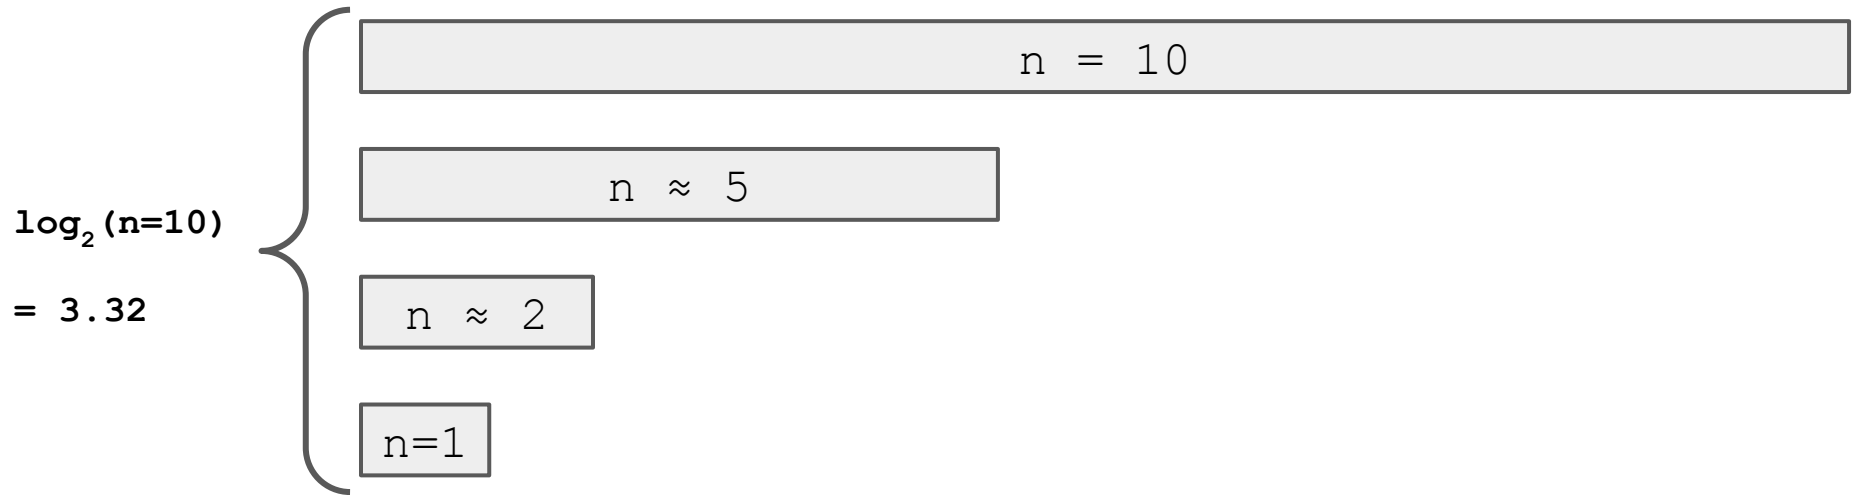 n = 10
n ≈ 5
log₂(n=10)
= 3.32
n ≈ 2
n=1